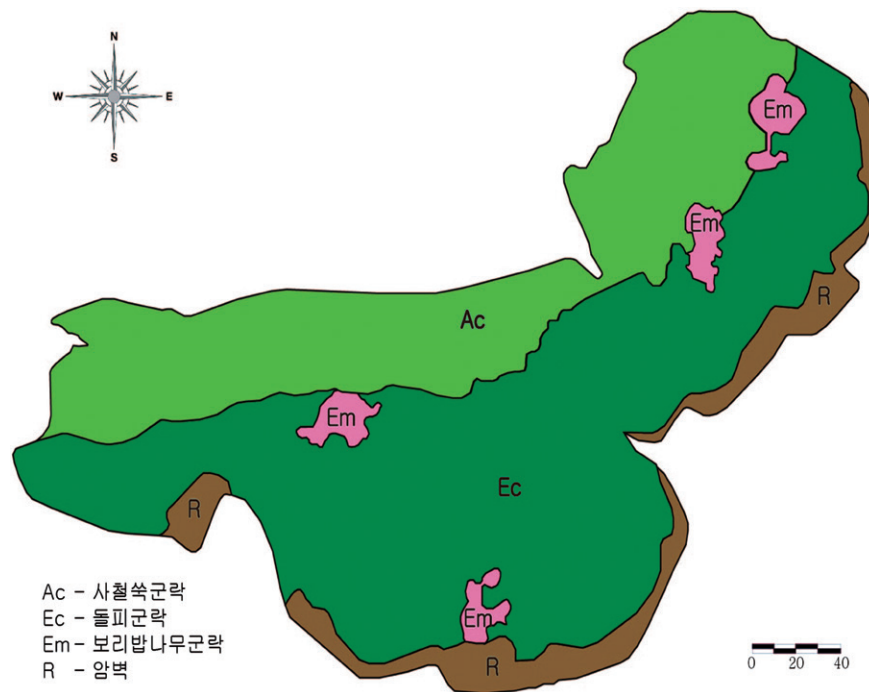 N
W E
S
Em
Em
R
Ac
Em
Ec
R
Em
R
Ac - 사철쑥군락
Ec - 돌피군락
Em - 보리밥나무군락
R - 암벽
0 20 40